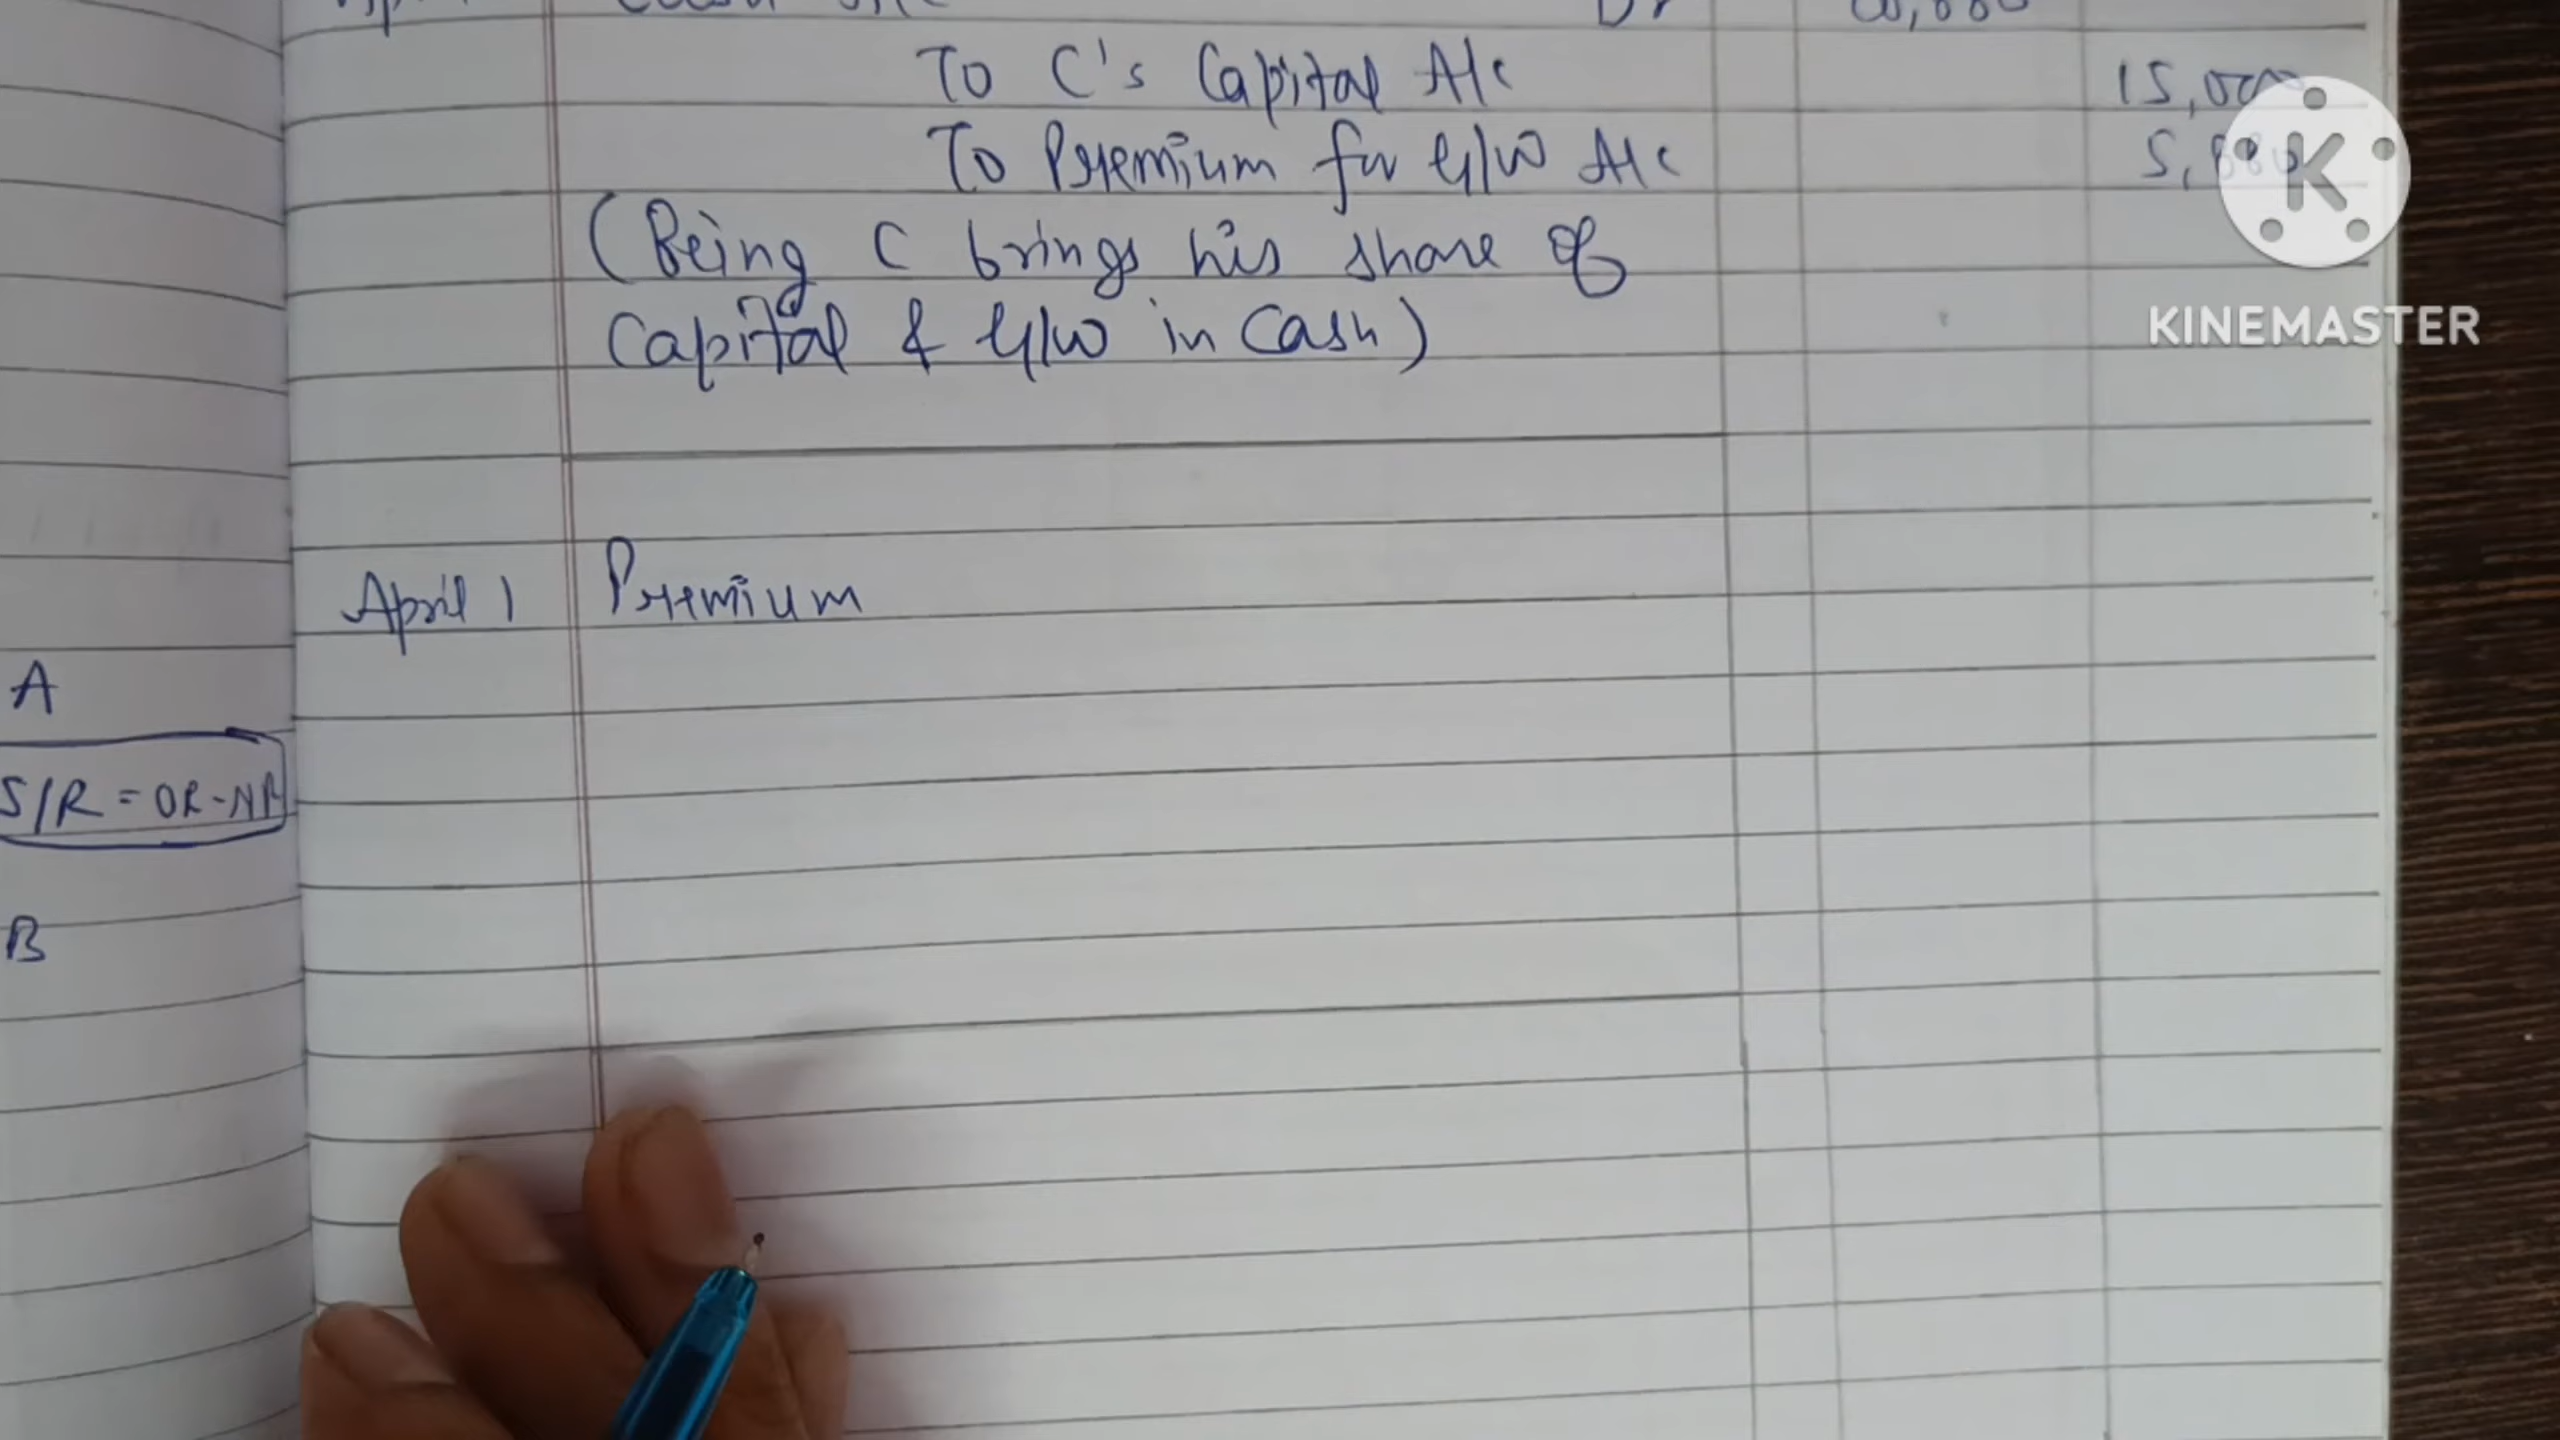 Dr
To C's Capital A/c 15,000
To Premium for G/W A/c
(Being C brings his share of
Capital & G/W in Cash)
KINEMASTER
April 1 Premium
A
S/R = OR-NR
B